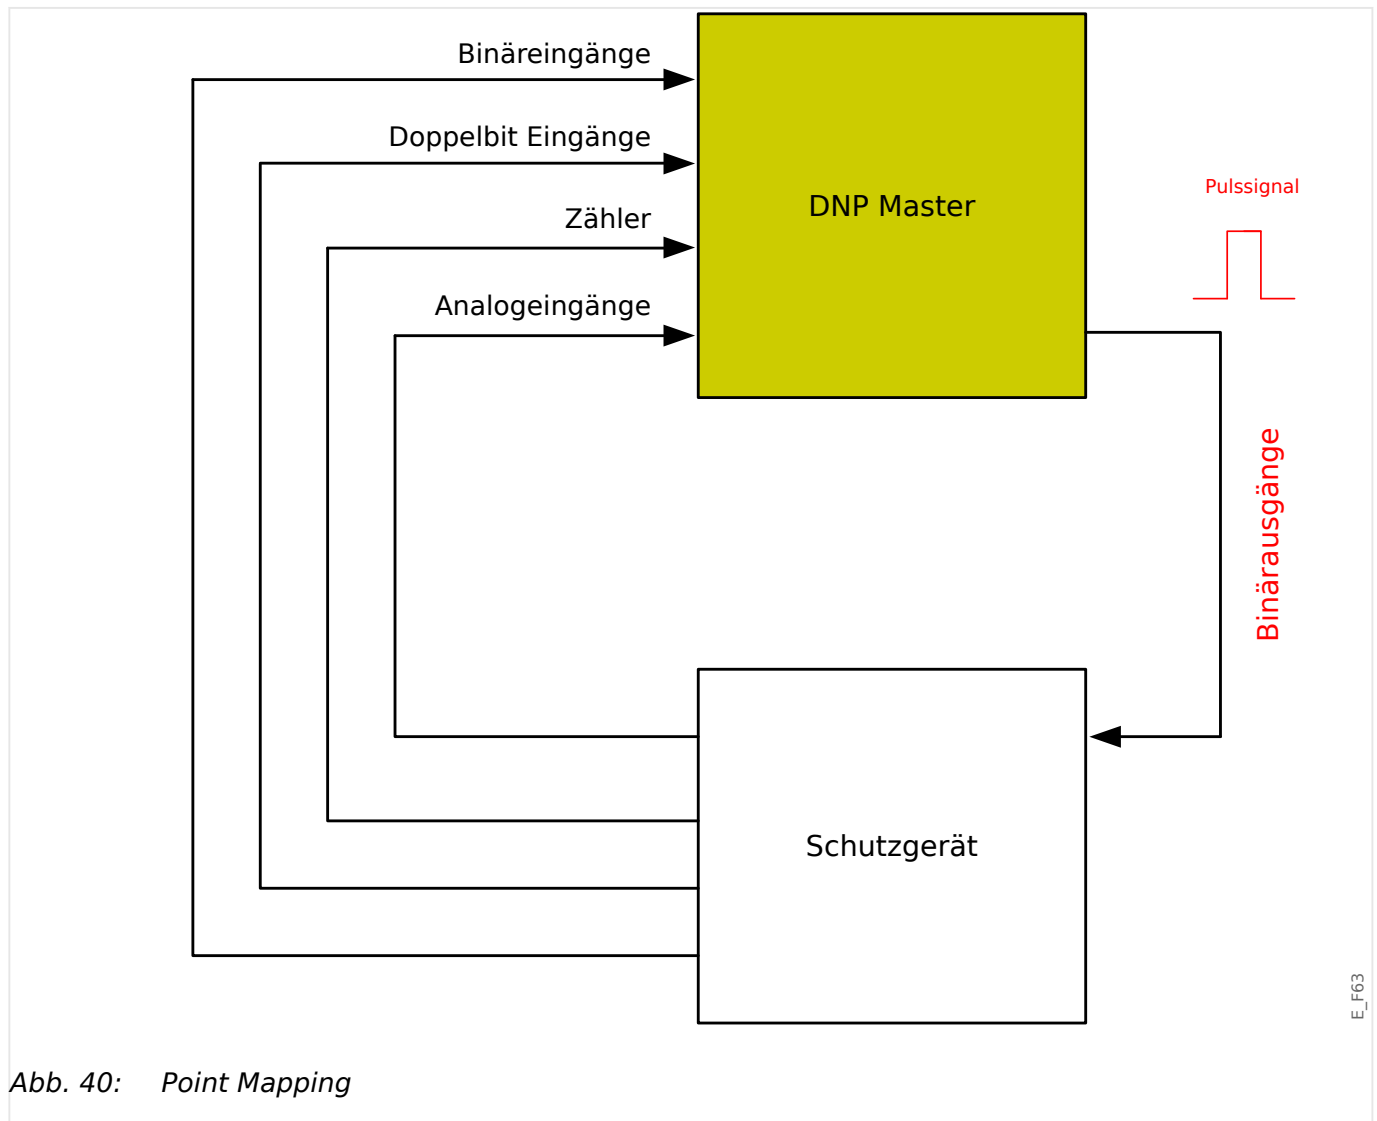 Binäreingänge
Doppelbit Eingänge
Zähler
Analogeingänge
DNP Master
Pulssignal
Binärausgänge
Schutzgerät
E_F63
Abb. 40: Point Mapping